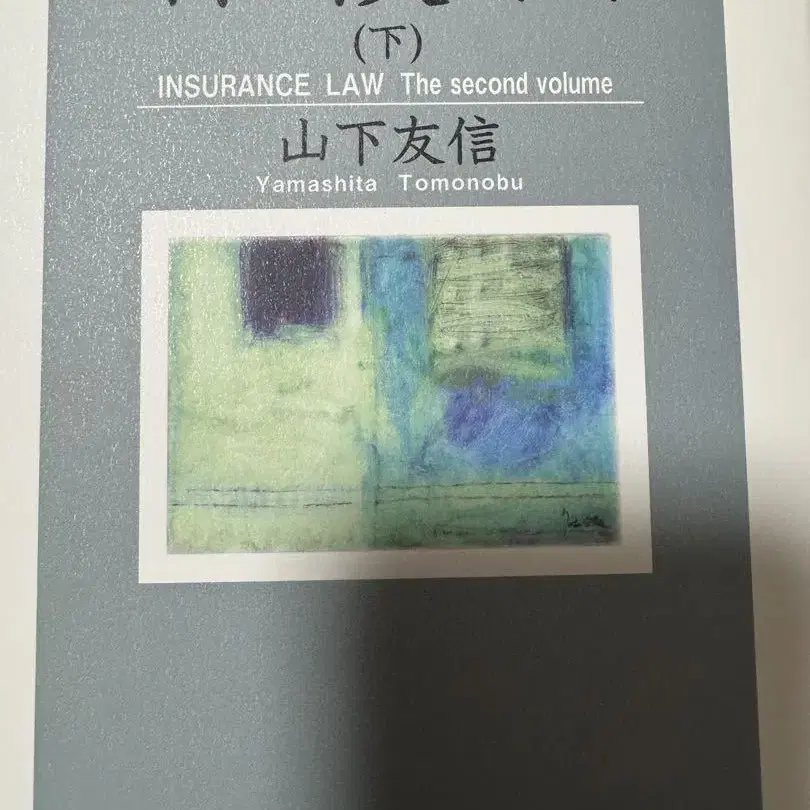 (下)
INSURANCE LAW The second volume
山下友信
Yamashita Tomonobu